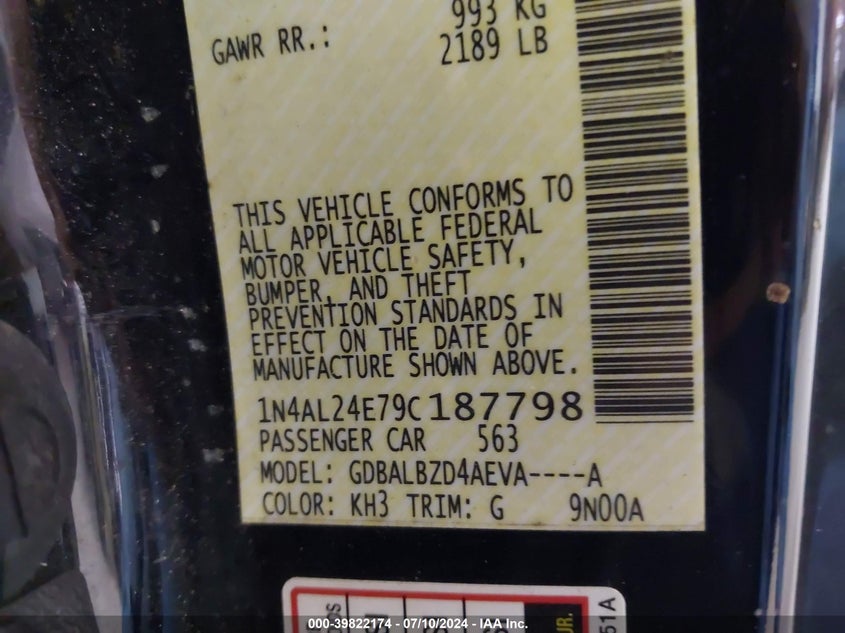 993 KG
GAWR RR.: 2189 LB
THIS VEHICLE CONFORMS TO
ALL APPLICABLE FEDERAL
MOTOR VEHICLE SAFETY,
BUMPER, AND THEFT
PREVENTION STANDARDS IN
EFFECT ON THE DATE OF
MANUFACTURE SHOWN ABOVE.
1N4AL24E79C187798
PASSENGER CAR 563
MODEL: GDBALBZD4AEVA----A
COLOR: KH3 TRIM: G 9N00A
51A
000-39822174 - 07/10/2024 - IAA Inc.